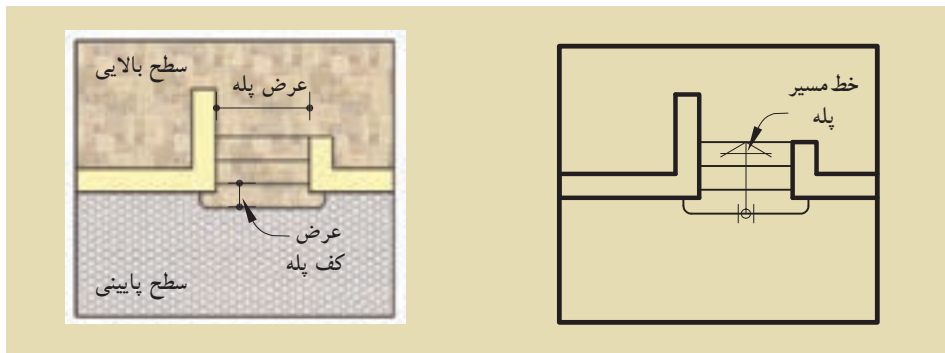 خط مسیر
پله
سطح بالایی
عرض پله
عرض
کف پله
سطح پایینی